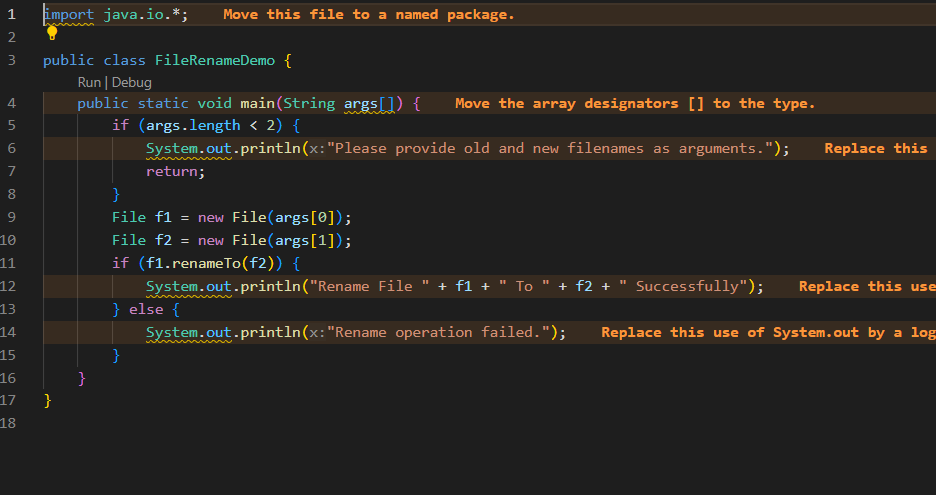 1 import java.io.*; Move this file to a named package.
2
3 public class FileRenameDemo {
Run | Debug
4 public static void main(String args[]) { Move the array designators [] to the type.
5 if (args.length < 2) {
6 System.out.println(x:"Please provide old and new filenames as arguments."); Replace this
7 return;
8 }
9 File f1 = new File(args[0]);
10 File f2 = new File(args[1]);
11 if (f1.renameTo(f2)) {
12 System.out.println("Rename File " + f1 + " To " + f2 + " Successfully"); Replace this use
13 } else {
14 System.out.println(x:"Rename operation failed."); Replace this use of System.out by a log
15 }
16 }
17 }
18